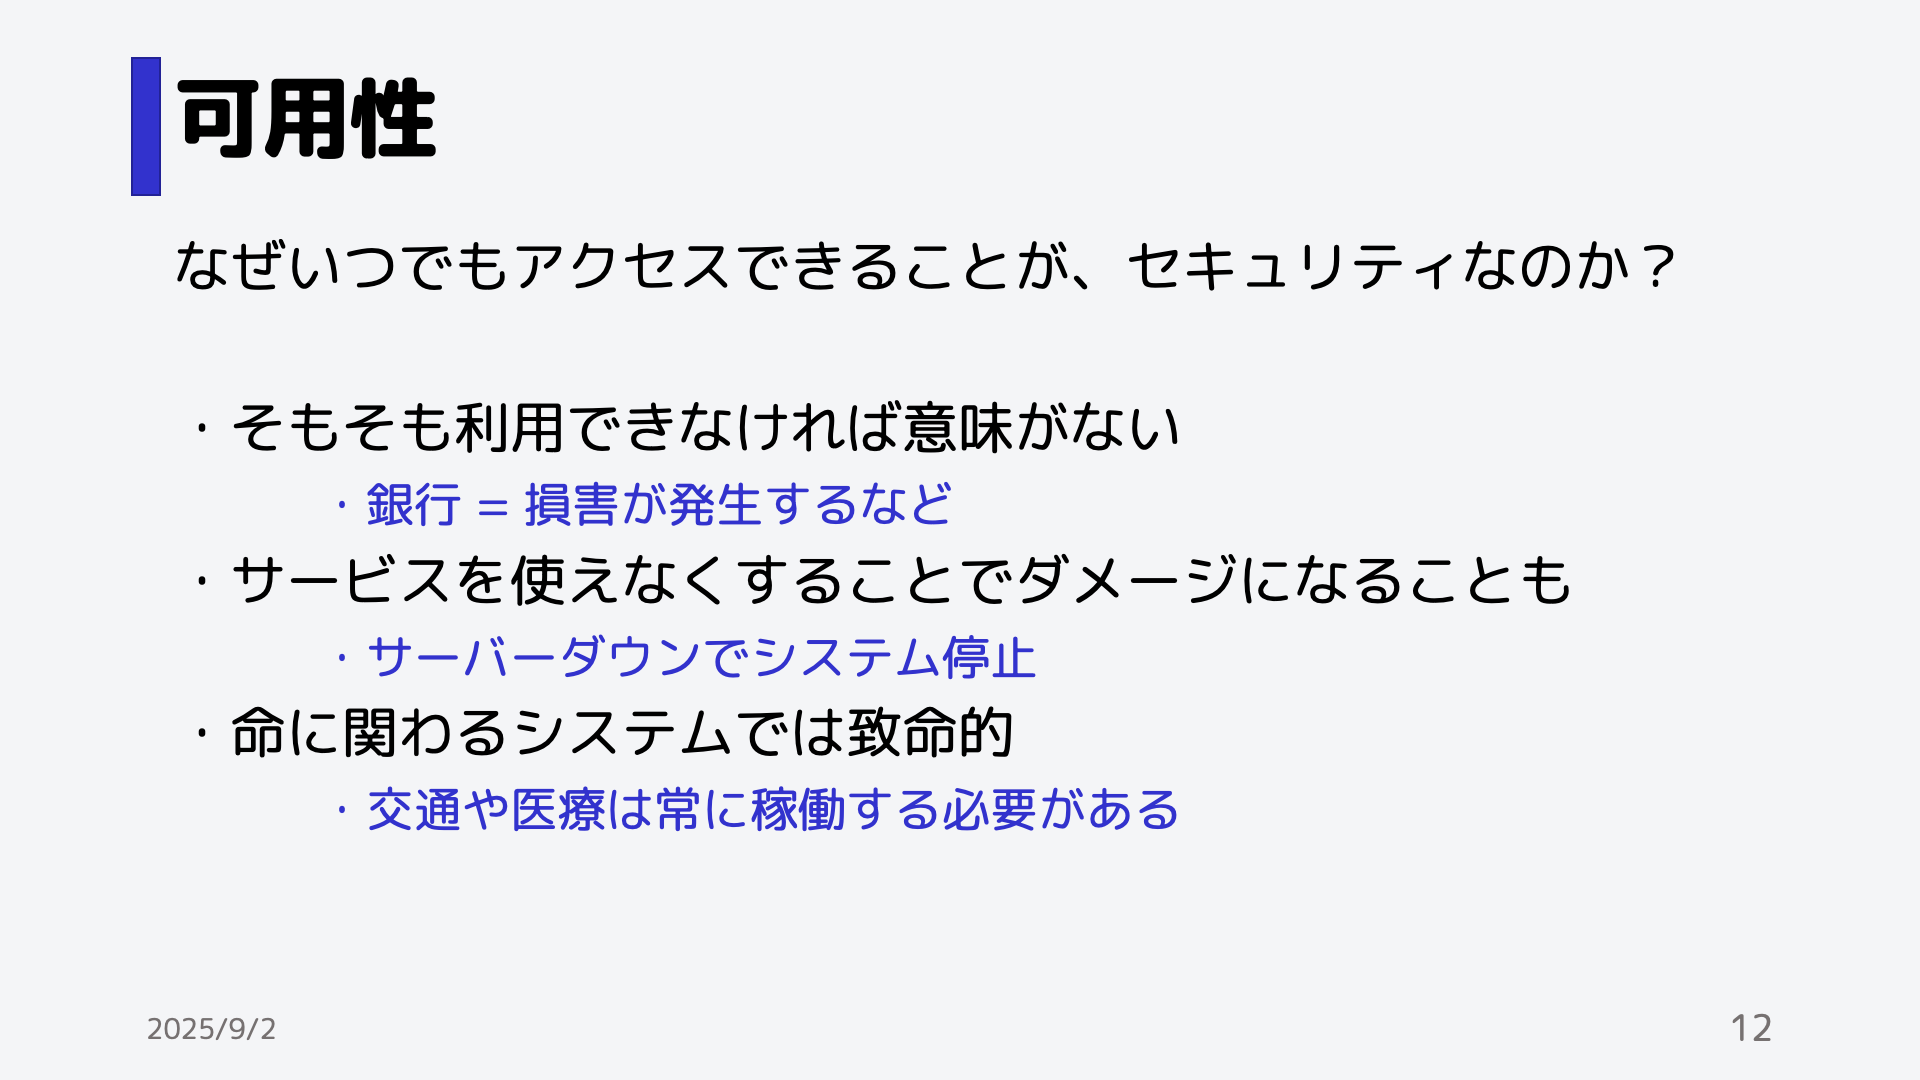 可用性
なぜいつでもアクセスできることが、セキュリティなのか？
・そもそも利用できなければ意味がない
・銀行 = 損害が発生するなど
・サービスを使えなくすることでダメージになることも
・サーバーダウンでシステム停止
・命に関わるシステムでは致命的
・交通や医療は常に稼働する必要がある
2025/9/2
12